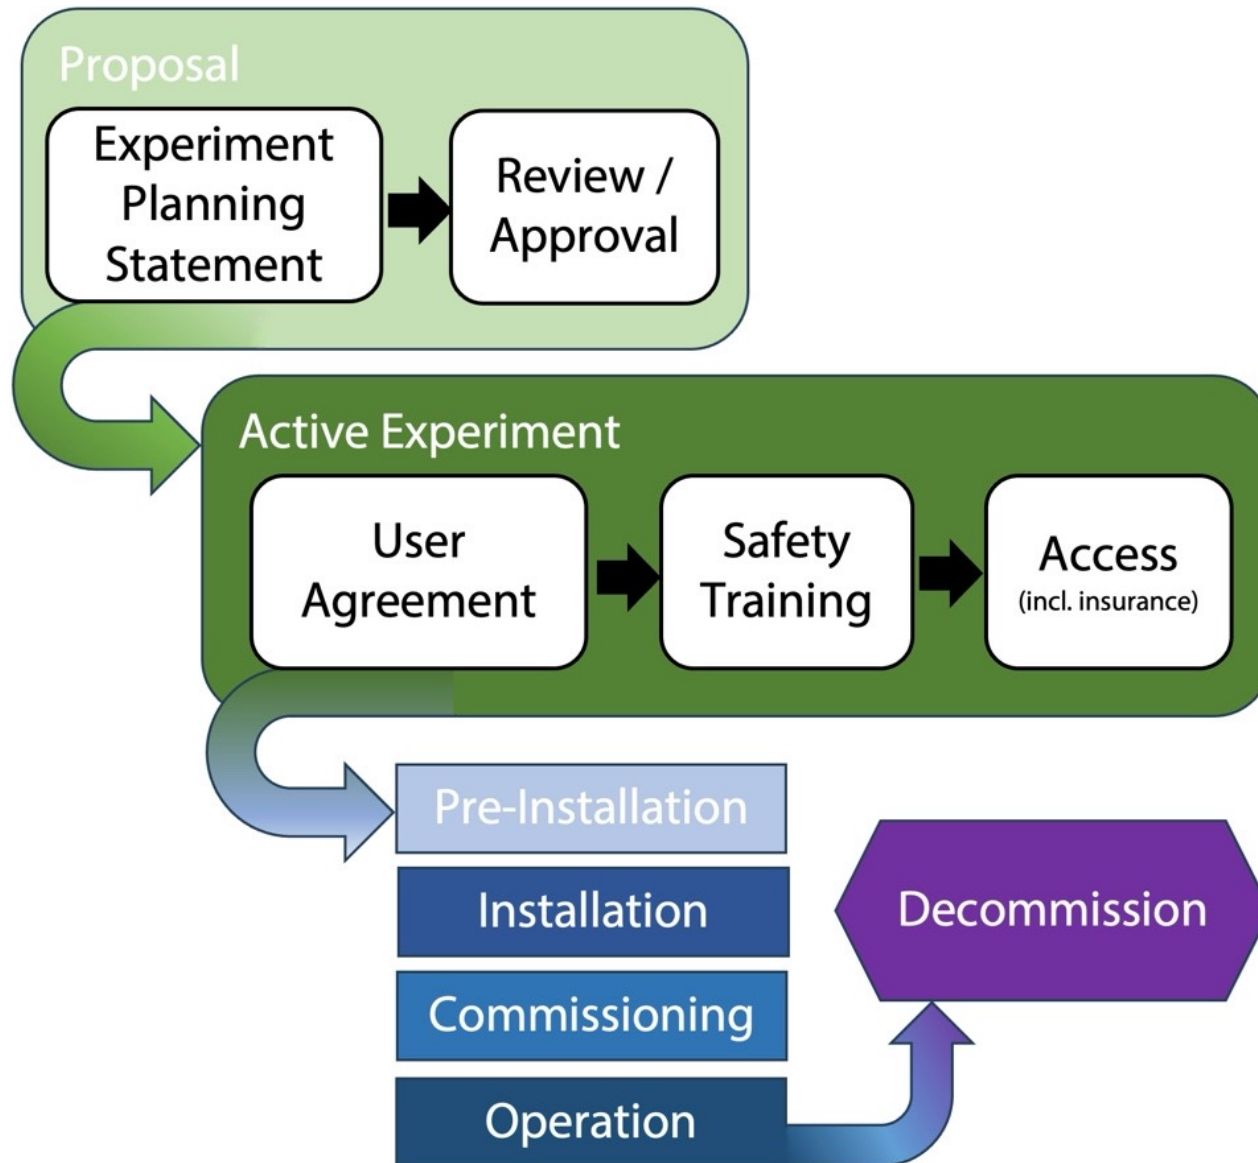 Proposal
Experiment
Planning
Statement
Review /
Approval
Active Experiment
User
Agreement
Safety
Training
Access
(incl. insurance)
Pre-Installation
Installation
Commissioning
Operation
Decommission